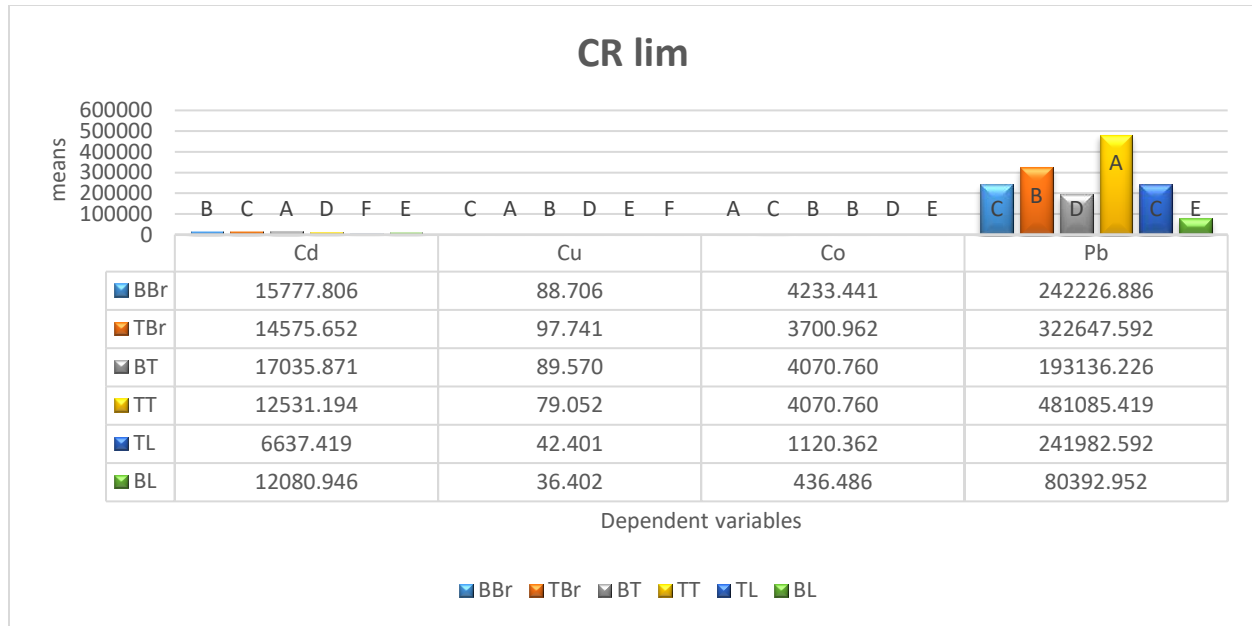 CR lim
600000
500000
400000
300000
200000
100000
0
means
B C A D F E C A B D E F A C B B D E C B D A C E
Cd Cu Co Pb
BBr 15777.806 88.706 4233.441 242226.886
TBr 14575.652 97.741 3700.962 322647.592
BT 17035.871 89.570 4070.760 193136.226
TT 12531.194 79.052 4070.760 481085.419
TL 6637.419 42.401 1120.362 241982.592
BL 12080.946 36.402 436.486 80392.952
Dependent variables
BBr TBr BT TT TL BL